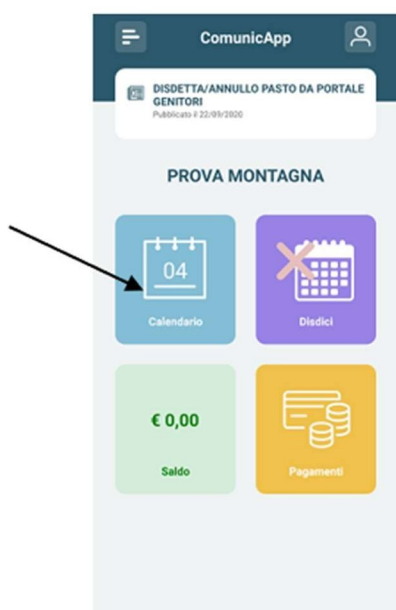 ComunicApp
DISDETTA/ANNULLO PASTO DA PORTALE
GENITORI
Pubblicato il 22/09/2020
PROVA MONTAGNA
04
Calendario
Disdici
€ 0,00
Saldo
Pagamenti